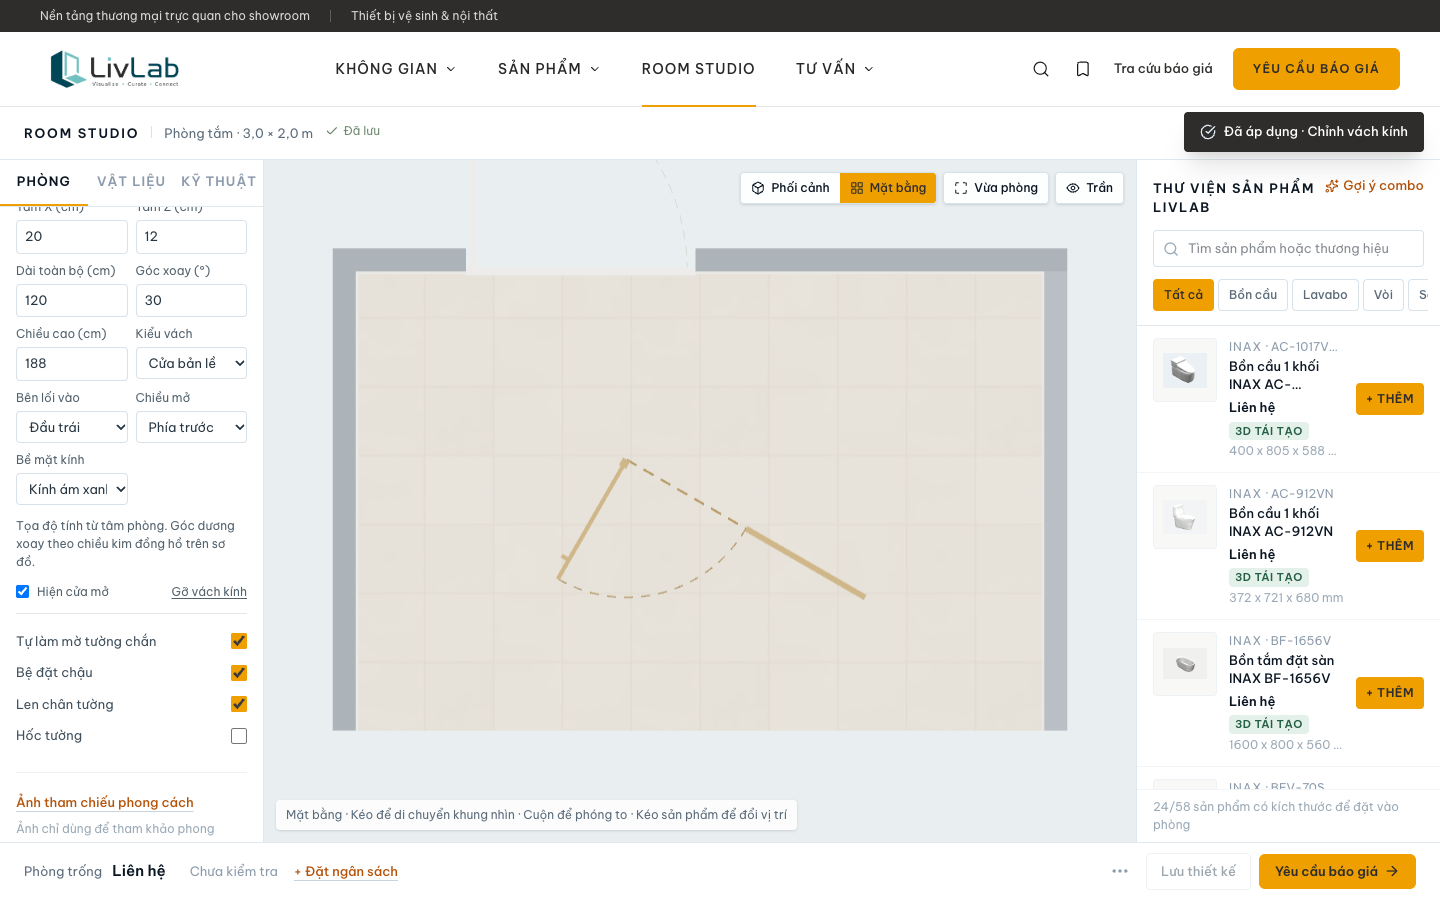 Nền tảng thương mại trực quan cho showroom
Thiết bị vệ sinh & nội thất
LivLab
Visualize • Curate • Connect
KHÔNG GIAN
SẢN PHẨM
ROOM STUDIO
TƯ VẤN
Tra cứu báo giá
YÊU CẦU BÁO GIÁ
ROOM STUDIO
Phòng tắm · 3,0 × 2,0 m
Đã lưu
Đã áp dụng · Chỉnh vách kính
PHÒNG
VẬT LIỆU
KỸ THUẬT
Tâm X (cm)
Tâm Z (cm)
20
12
Dài toàn bộ (cm)
Góc xoay (°)
120
30
Chiều cao (cm)
Kiểu vách
188
Cửa bản lề
Bên lối vào
Chiều mở
Đầu trái
Phía trước
Bề mặt kính
Kính ám xanh
Tọa độ tính từ tâm phòng. Góc dương
xoay theo chiều kim đồng hồ trên sơ
đồ.
Hiện cửa mở
Gỡ vách kính
Tự làm mờ tường chắn
Bệ đặt chậu
Len chân tường
Hốc tường
Ảnh tham chiếu phong cách
Ảnh chỉ dùng để tham khảo phong
Phối cảnh
Mặt bằng
Vừa phòng
Trần
Mặt bằng · Kéo để di chuyển khung nhìn · Cuộn để phóng to · Kéo sản phẩm để đổi vị trí
THƯ VIỆN SẢN PHẨM
LIVLAB
Gợi ý combo
Tìm sản phẩm hoặc thương hiệu
Tất cả
Bồn cầu
Lavabo
Vòi
INAX · AC-1017V...
Bồn cầu 1 khối
INAX AC-...
Liên hệ
3D TÁI TẠO
400 x 805 x 588 ...
+ THÊM
INAX · AC-912VN
Bồn cầu 1 khối
INAX AC-912VN
Liên hệ
3D TÁI TẠO
372 x 721 x 680 mm
+ THÊM
INAX · BF-1656V
Bồn tắm đặt sàn
INAX BF-1656V
Liên hệ
3D TÁI TẠO
1600 x 800 x 560 ...
+ THÊM
INAX · BFV-70S
24/58 sản phẩm có kích thước để đặt vào
phòng
Phòng trống
Liên hệ
Chưa kiểm tra
+ Đặt ngân sách
Lưu thiết kế
Yêu cầu báo giá